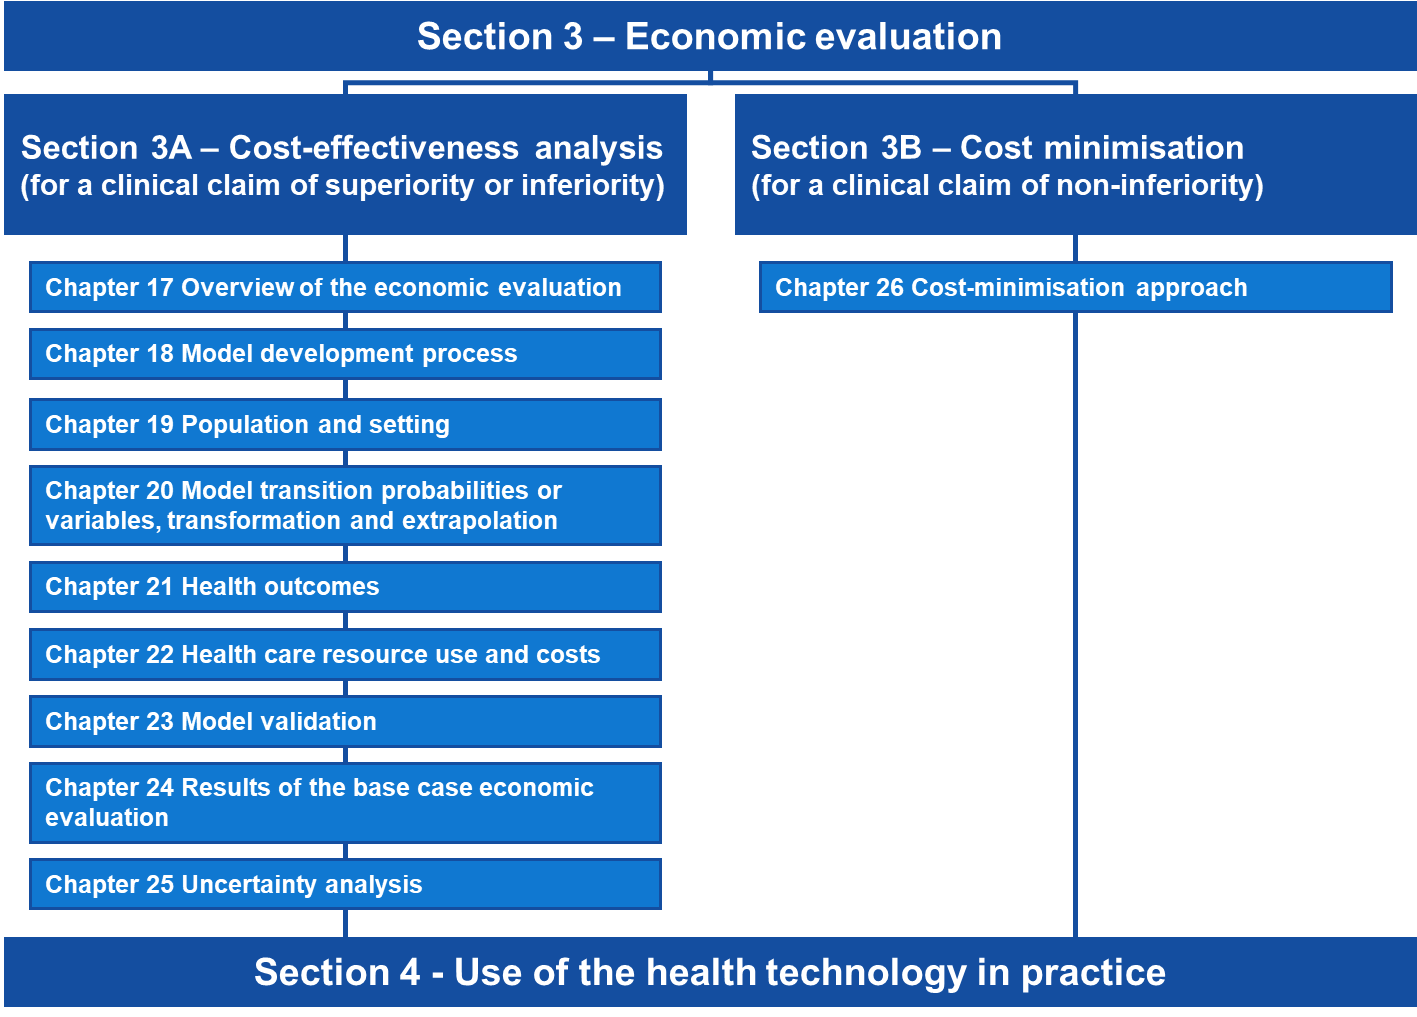 Section 3 – Economic evaluation
Section 3A – Cost-effectiveness analysis
(for a clinical claim of superiority or inferiority)
Section 3B – Cost minimisation
(for a clinical claim of non-inferiority)
Chapter 17 Overview of the economic evaluation
Chapter 18 Model development process
Chapter 19 Population and setting
Chapter 20 Model transition probabilities or
variables, transformation and extrapolation
Chapter 21 Health outcomes
Chapter 22 Health care resource use and costs
Chapter 23 Model validation
Chapter 24 Results of the base case economic
evaluation
Chapter 25 Uncertainty analysis
Chapter 26 Cost-minimisation approach
Section 4 - Use of the health technology in practice